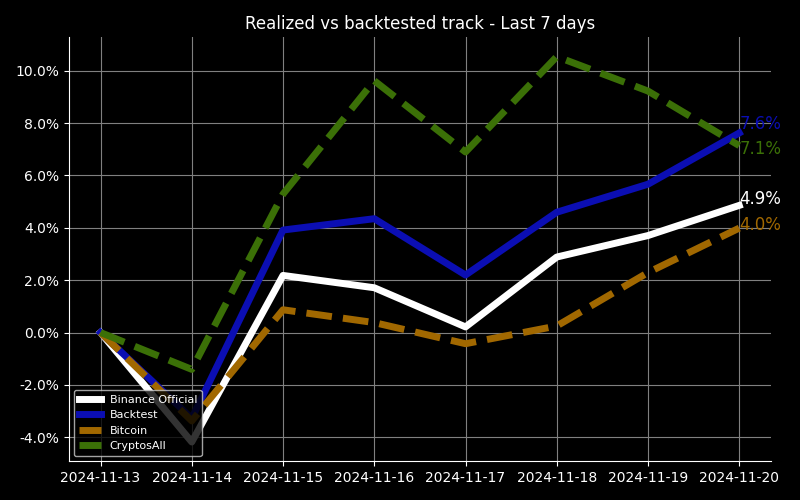 Realized vs backtested track - Last 7 days
10.0%
8.0%
6.0%
4.0%
2.0%
0.0%
-2.0%
-4.0%
7.6%
7.1%
4.9%
4.0%
Binance Official
Backtest
Bitcoin
CryptosAll
2024-11-13 2024-11-14 2024-11-15 2024-11-16 2024-11-17 2024-11-18 2024-11-19 2024-11-20